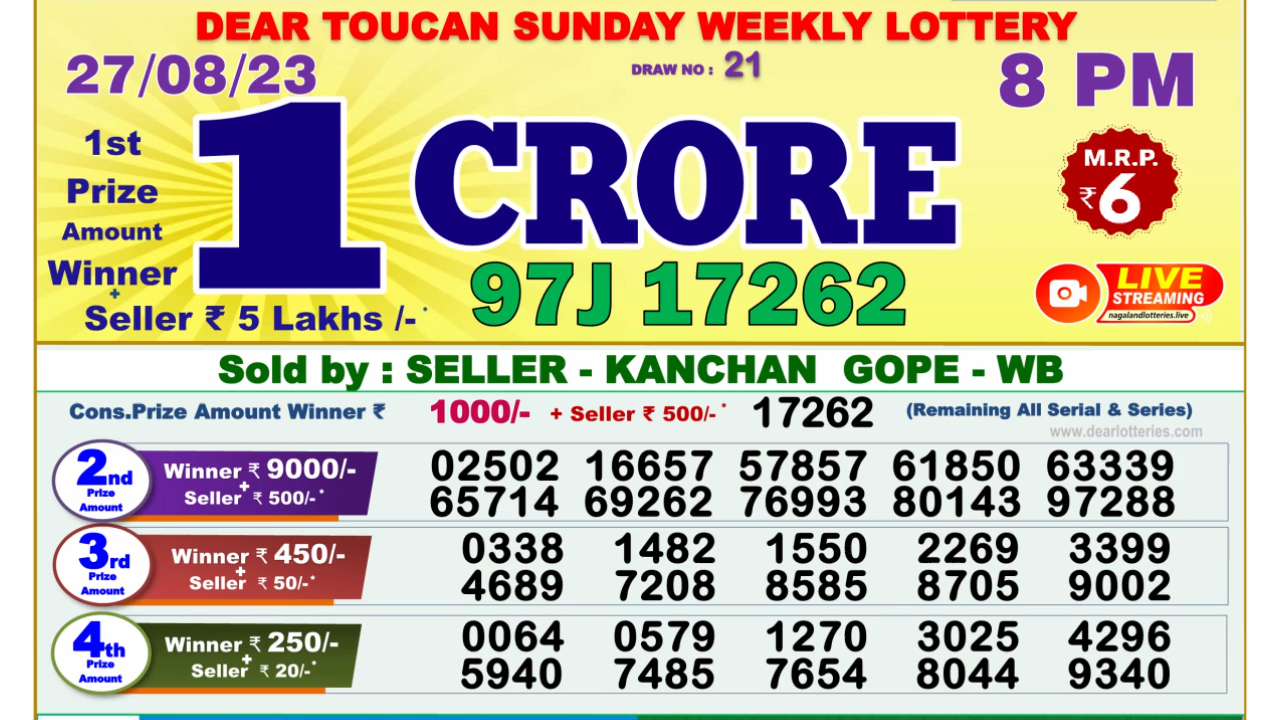 DEAR TOUCAN SUNDAY WEEKLY LOTTERY
27/08/23
DRAW NO : 21
8 PM
1st
Prize
Amount
Winner
+
Seller ₹ 5 Lakhs /-*
1 CRORE
97J 17262
M.R.P.
₹6
LIVE
STREAMING
nagalandlotteries.live
Sold by : SELLER - KANCHAN GOPE - WB
Cons.Prize Amount Winner ₹ 1000/- + Seller ₹ 500/-* 17262 (Remaining All Serial & Series)
www.dearlotteries.com
2nd
Prize
Amount
Winner ₹ 9000/-
+
Seller ₹ 500/-*
02502 16657 57857 61850 63339
65714 69262 76993 80143 97288
3rd
Prize
Amount
Winner ₹ 450/-
+
Seller ₹ 50/-*
0338 1482 1550 2269 3399
4689 7208 8585 8705 9002
4th
Prize
Amount
Winner ₹ 250/-
+
Seller ₹ 20/-*
0064 0579 1270 3025 4296
5940 7485 7654 8044 9340